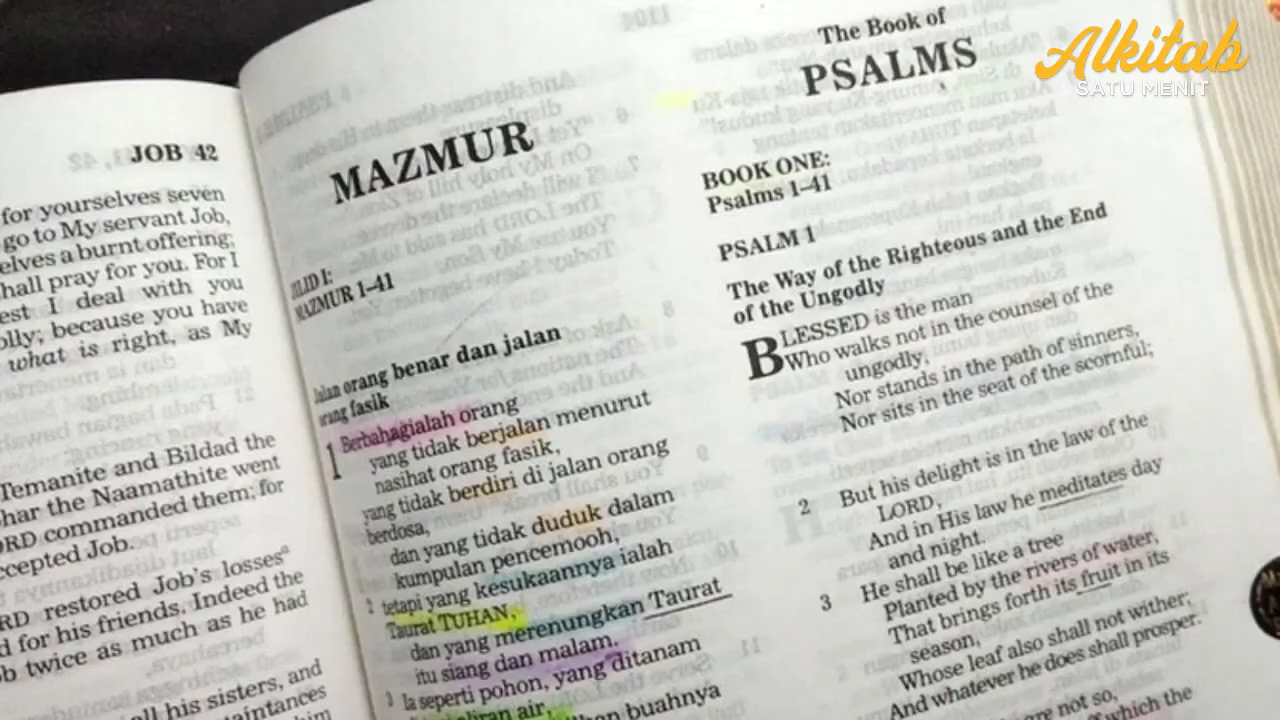 Alkitab
SATU MENIT
JOB 42
for yourselves seven
go to My servant Job,
a burnt offering;
pray for you. For I
I deal with you
because you have
what is right, as My
Temanite and Bildad the
the Naamathite went
commanded them; for
Job.
restored Job's losses
for his friends. Indeed the
twice as much as he had
all his sisters, and
MAZMUR
MAZMUR 1–41
Jalan orang benar dan jalan
orang fasik
1 Berbahagialah orang
yang tidak berjalan menurut
nasihat orang fasik,
yang tidak berdiri di jalan orang
berdosa,
dan yang tidak duduk dalam
kumpulan pencemooh,
2 tetapi yang kesukaannya ialah
Taurat TUHAN,
dan yang merenungkan Taurat
itu siang dan malam.
3 Ia seperti pohon, yang ditanam
air,
buahnya
The Book of
PSALMS
BOOK ONE:
Psalms 1–41
PSALM 1
The Way of the Righteous and the End
of the Ungodly
BLESSED is the man
Who walks not in the counsel of the
ungodly,
Nor stands in the path of sinners,
Nor sits in the seat of the scornful;
2 But his delight is in the law of the
LORD,
And in His law he meditates day
and night.
3 He shall be like a tree
Planted by the rivers of water,
That brings forth its fruit in its
season,
Whose leaf also shall not wither;
And whatever he does shall prosper.
are not so,
which the